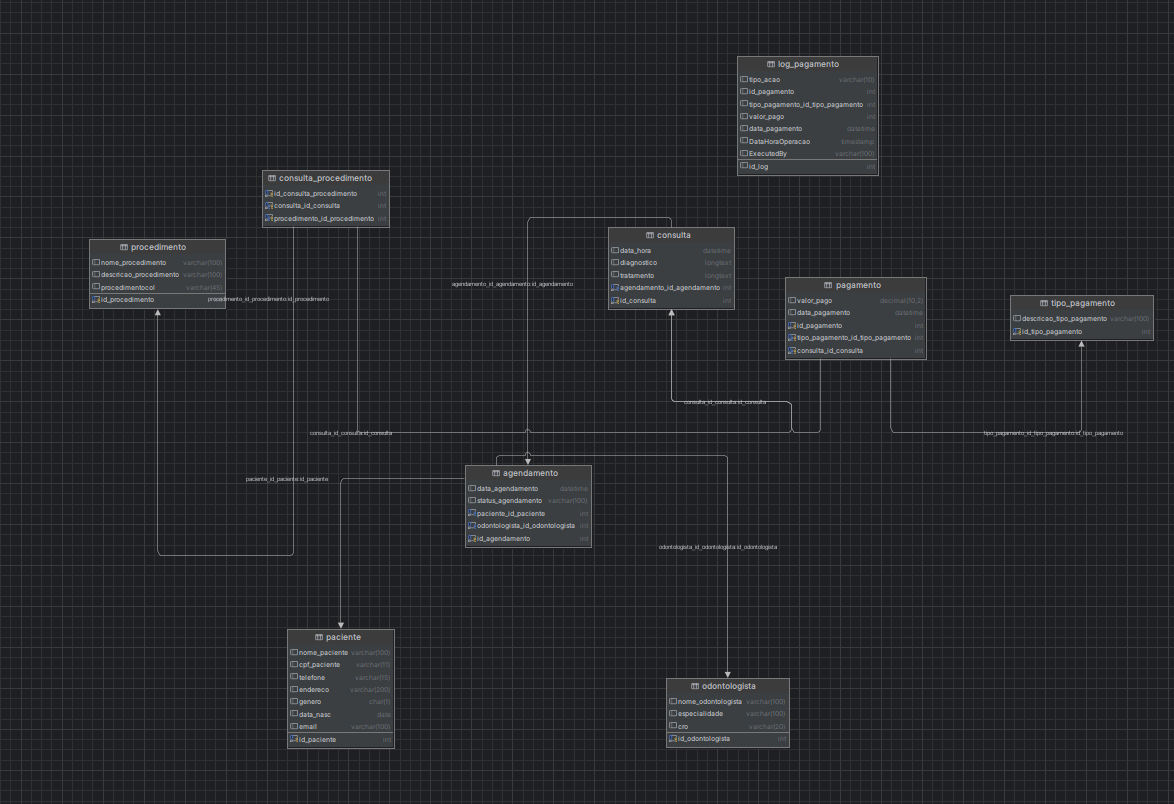 log_pagamento
tipo_acao varchar(10)
id_pagamento int
tipo_pagamento_id_tipo_pagamento int
valor_pago int
data_pagamento datetime
DataHoraOperacao timestamp
ExecutedBy varchar(100)
id_log int
consulta_procedimento
id_consulta_procedimento int
consulta_id_consulta int
procedimento_id_procedimento int
procedimento
nome_procedimento varchar(100)
descricao_procedimento varchar(100)
procedimentocol varchar(45)
id_procedimento int
procedimento_id_procedimento:id_procedimento
consulta
data_hora datetime
diagnostico longtext
tratamento longtext
agendamento_id_agendamento int
id_consulta int
agendamento_id_agendamento:id_agendamento
pagamento
valor_pago decimal(10,2)
data_pagamento datetime
id_pagamento int
tipo_pagamento_id_tipo_pagamento int
consulta_id_consulta int
tipo_pagamento
descricao_tipo_pagamento varchar(100)
id_tipo_pagamento int
consulta_id_consulta:id_consulta
consulta_id_consulta:id_consulta
tipo_pagamento_id_tipo_pagamento:id_tipo_pagamento
agendamento
data_agendamento datetime
status_agendamento varchar(100)
paciente_id_paciente int
odontologista_id_odontologista int
id_agendamento int
paciente_id_paciente:id_paciente
odontologista_id_odontologista:id_odontologista
paciente
nome_paciente varchar(100)
cpf_paciente varchar(11)
telefone varchar(15)
endereco varchar(200)
genero char(1)
data_nasc date
email varchar(100)
id_paciente int
odontologista
nome_odontologista varchar(100)
especialidade varchar(100)
cro varchar(20)
id_odontologista int